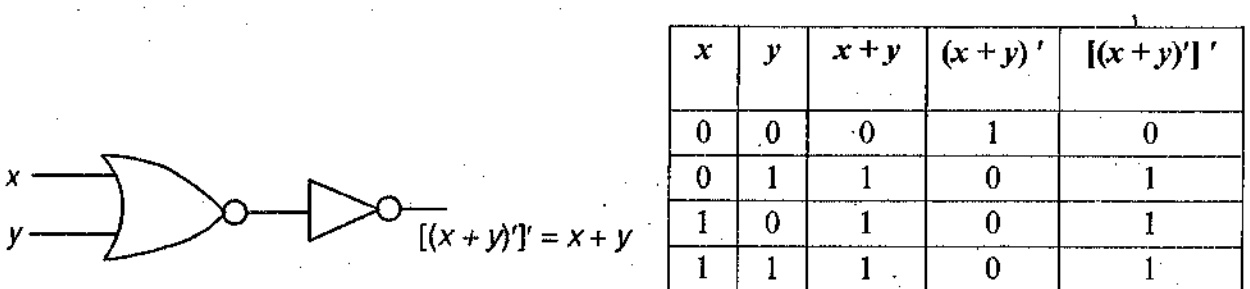 x
y
[(x + y)']' = x + y
x y x + y (x + y) ' [(x + y)'] '
0 0 0 1 0
0 1 1 0 1
1 0 1 0 1
1 1 1 0 1